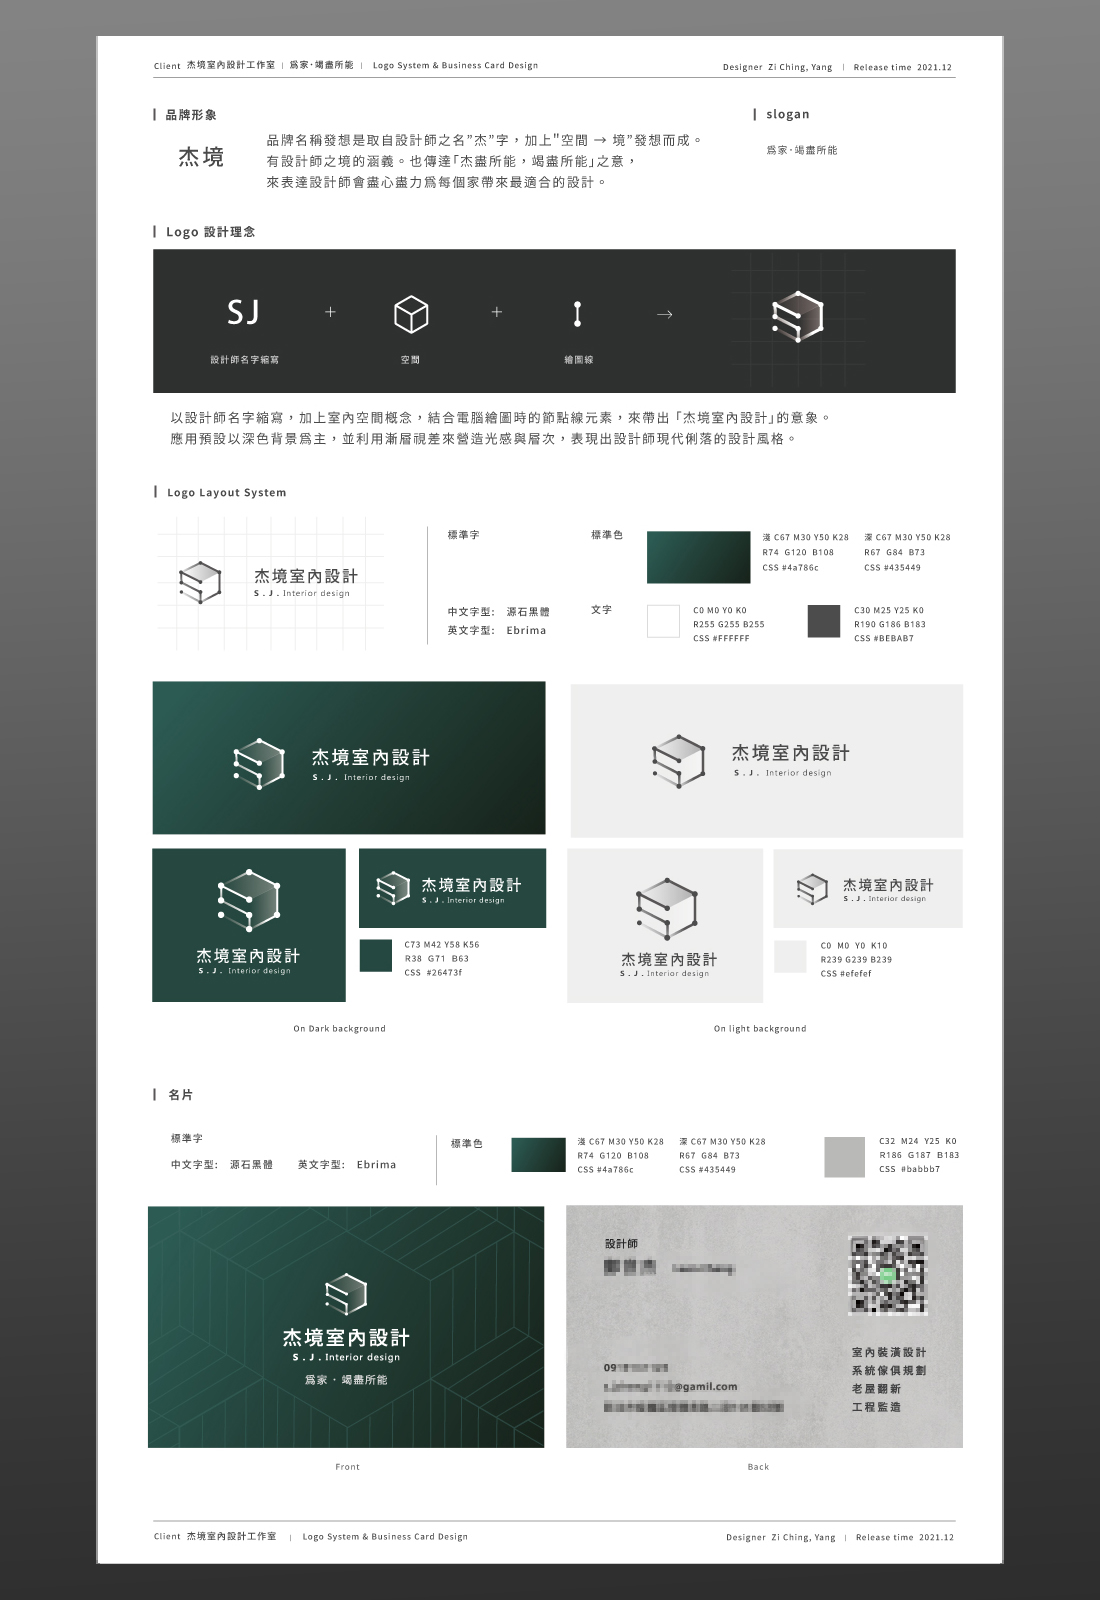 Client 杰境室內設計工作室 | 爲家·竭盡所能 | Logo System & Business Card Design
Designer Zi Ching, Yang | Release time 2021.12
品牌形象
slogan
杰境
品牌名稱發想是取自設計師之名”杰”字，加上"空間 → 境”發想而成。
有設計師之境的涵義。也傳達「杰盡所能，竭盡所能」之意，
來表達設計師會盡心盡力爲每個家帶來最適合的設計。
爲家·竭盡所能
Logo 設計理念
SJ + + →
設計師名字縮寫
空間
繪圖線
以設計師名字縮寫，加上室內空間概念，結合電腦繪圖時的節點線元素，來帶出「杰境室內設計」的意象。
應用預設以深色背景爲主，並利用漸層視差來營造光感與層次，表現出設計師現代俐落的設計風格。
Logo Layout System
杰境室內設計
S.J. Interior design
標準字
中文字型: 源石黑體
英文字型: Ebrima
標準色
淺 C67 M30 Y50 K28
R74 G120 B108
CSS #4a786c
深 C67 M30 Y50 K28
R67 G84 B73
CSS #435449
文字
C0 M0 Y0 K0
R255 G255 B255
CSS #FFFFFF
C30 M25 Y25 K0
R190 G186 B183
CSS #BEBAB7
杰境室內設計
S.J. Interior design
杰境室內設計
S.J. Interior design
杰境室內設計
S.J. Interior design
杰境室內設計
S.J. Interior design
C73 M42 Y58 K56
R38 G71 B63
CSS #26473f
杰境室內設計
S.J. Interior design
杰境室內設計
S.J. Interior design
C0 M0 Y0 K10
R239 G239 B239
CSS #efefef
On Dark background
On light background
名片
標準字
中文字型: 源石黑體 英文字型: Ebrima
標準色
淺 C67 M30 Y50 K28
R74 G120 B108
CSS #4a786c
深 C67 M30 Y50 K28
R67 G84 B73
CSS #435449
C32 M24 Y25 K0
R186 G187 B183
CSS #babbb7
杰境室內設計
S.J. Interior design
爲家·竭盡所能
設計師
09
@gamil.com
室內裝潢設計
系統傢俱規劃
老屋翻新
工程監造
Front
Back
Client 杰境室內設計工作室 | Logo System & Business Card Design
Designer Zi Ching, Yang | Release time 2021.12